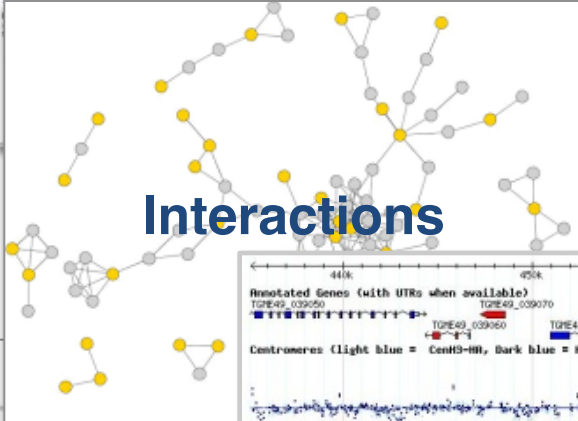 Interactions
440k 450k
Annotated Genes (with UTRs when available)
TGME49_039050 TGME49_039070
TGME49_039060 TGME4
Centromeres (light blue = CenH3-HA, Dark blue = H